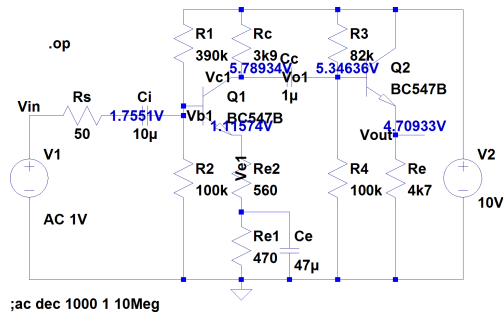 .op
R1
390k
Rc
3k9
Cc
R3
82k
Q2
BC547B
5.78934V
5.34636V
Vc1
Vo1
1µ
Vin
Rs
50
Ci
1.7551V
10µ
Vb1
Q1
BC547B
1.11574V
Vout
4.70933V
Ve1
V1
AC 1V
R2
100k
Re2
560
R4
100k
Re
4k7
V2
10V
Re1
470
Ce
47µ
;ac dec 1000 1 10Meg